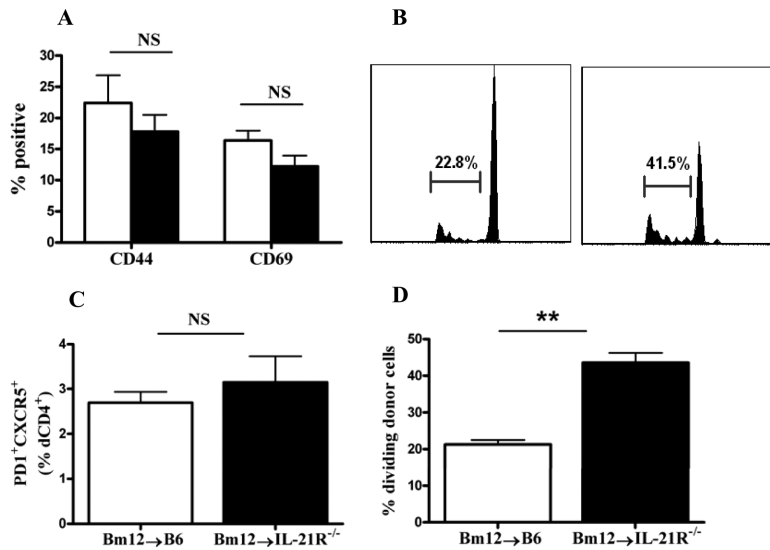 A
NS
NS
30
25
20
15
10
5
0
% positive
CD44
CD69
B
22.8%
41.5%
C
NS
4
3
2
1
0
PD1⁺CXCR5⁺
(% dCD4⁺)
Bm12→B6
Bm12→IL-21R⁻/⁻
D
**
50
40
30
20
10
0
% dividing donor cells
Bm12→B6
Bm12→IL-21R⁻/⁻